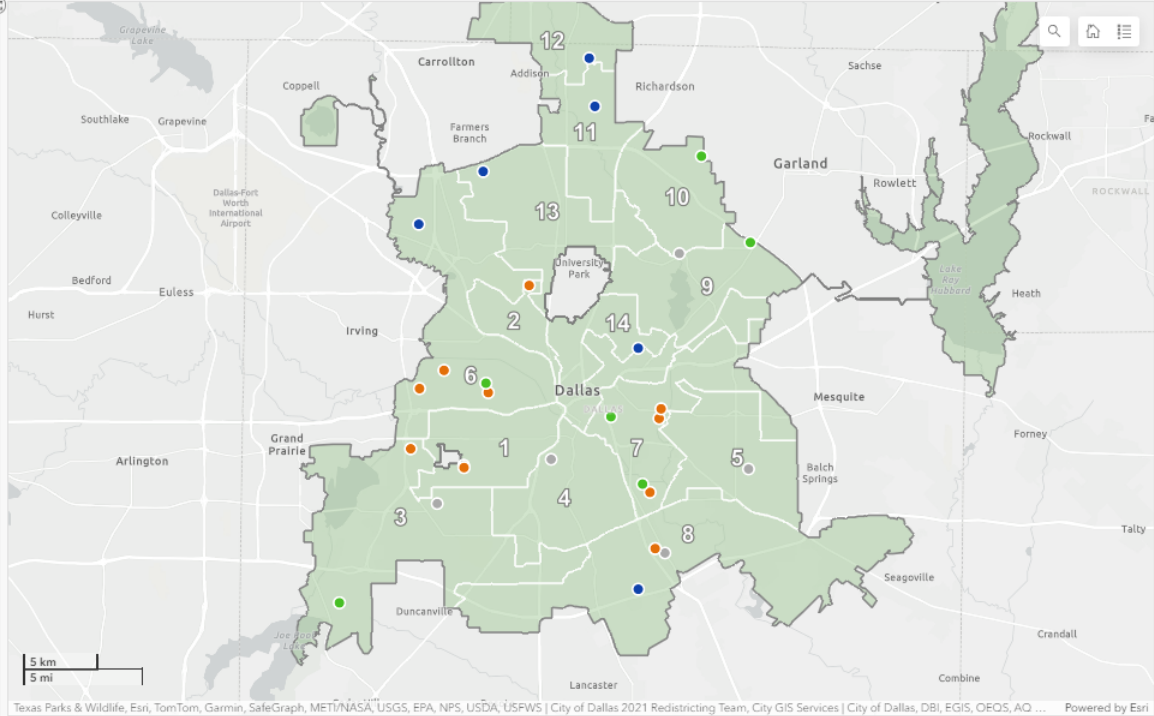 Grapevine
Lake
12
Carrollton
Addison
Sachse
Coppell
Richardson
Southlake
Grapevine
Farmers
Branch
11
Rockwall
Garland
Dallas-Fort
Worth
International
Airport
Rowlett
ROCKWALL
10
13
Colleyville
University
Park
Bedford
Euless
9
Lake
Ray
Hubbard
Heath
Hurst
2
14
Irving
6
Dallas
Mesquite
Grand
Prairie
1
7
Forney
Arlington
5
Balch
Springs
4
3
8
Talty
Seagoville
Duncanville
Joe Pool
Lake
Crandall
5 km
5 mi
Lancaster
Combine
Texas Parks & Wildlife, Esri, TomTom, Garmin, SafeGraph, METI/NASA, USGS, EPA, NPS, USDA, USFWS | City of Dallas 2021 Redistricting Team, City GIS Services | City of Dallas, DBI, EGIS, OEQS, AQ ... Powered by Esri